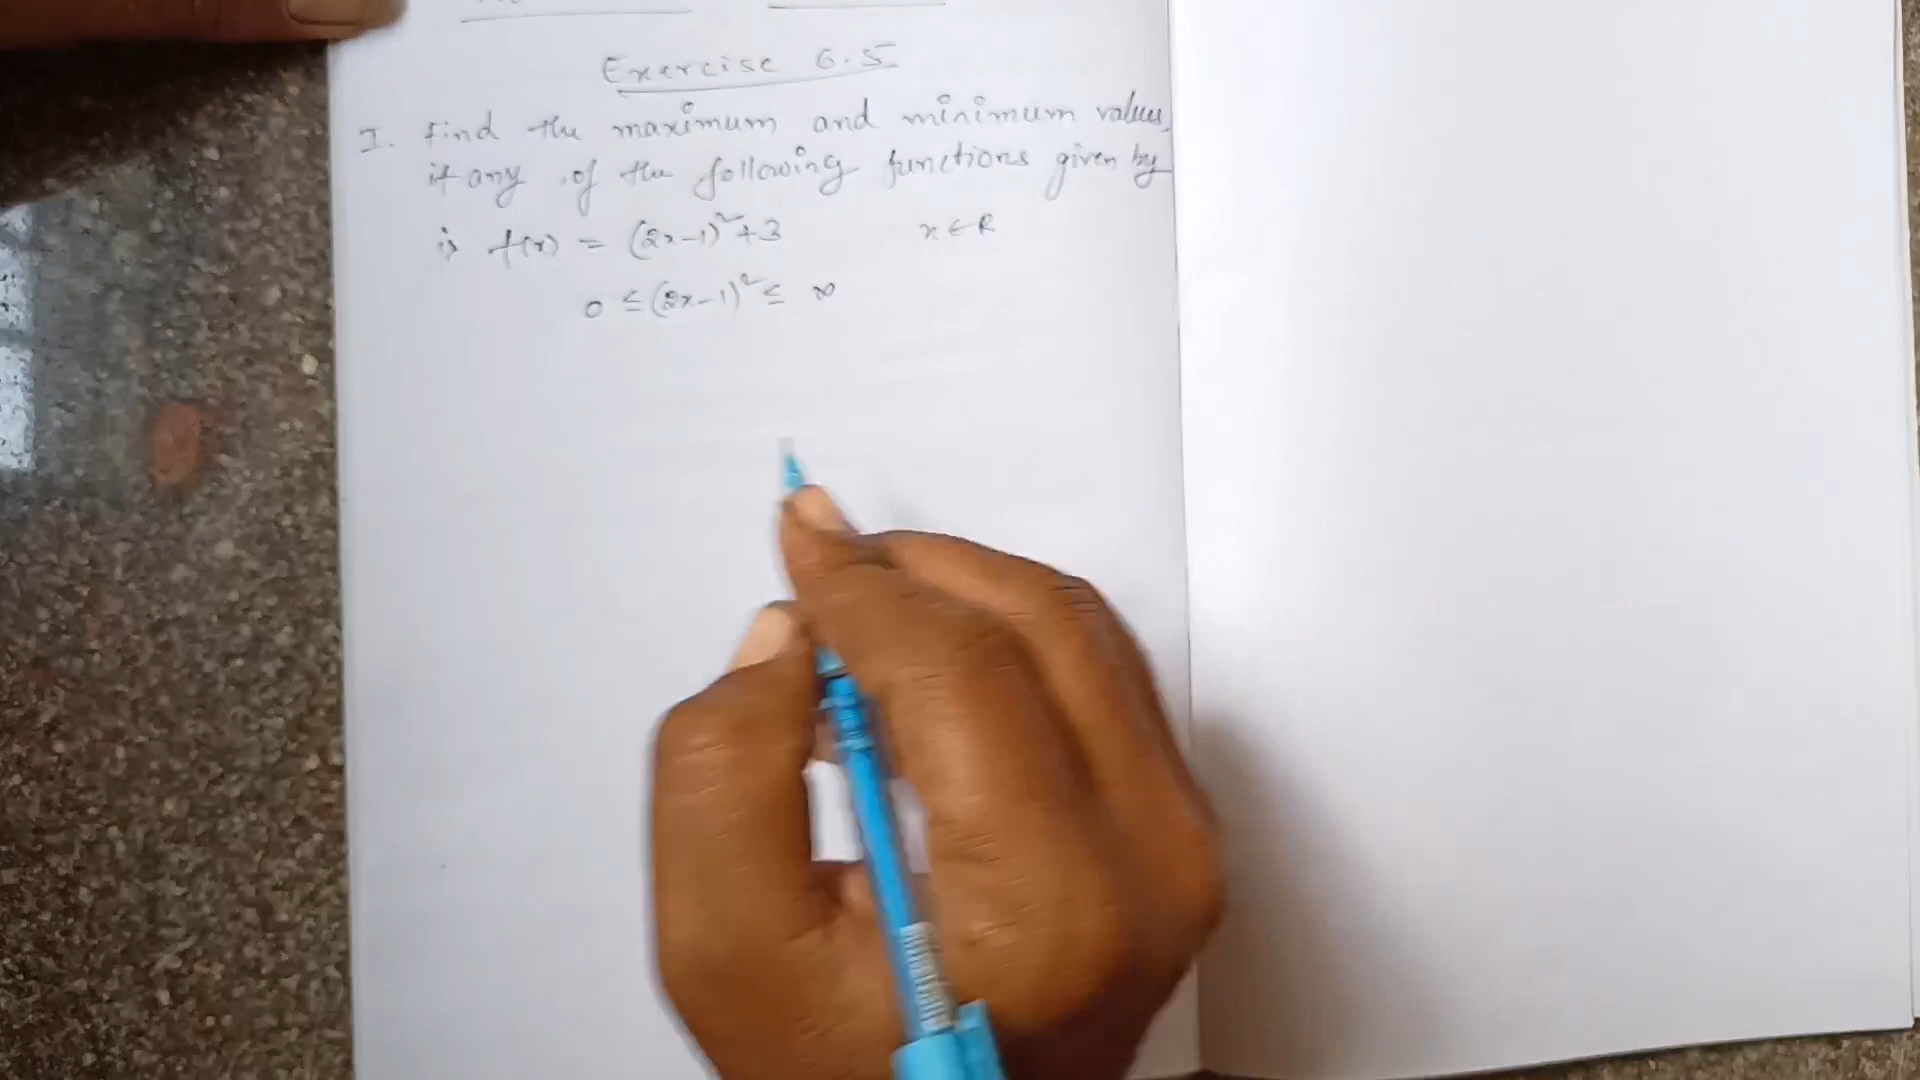 Exercise 6.5
I. Find the maximum and minimum values,
if any of the following functions given by
i) f(x) = (2x-1)² + 3 x ∈ R
0 ≤ (2x-1)² ≤ ∞